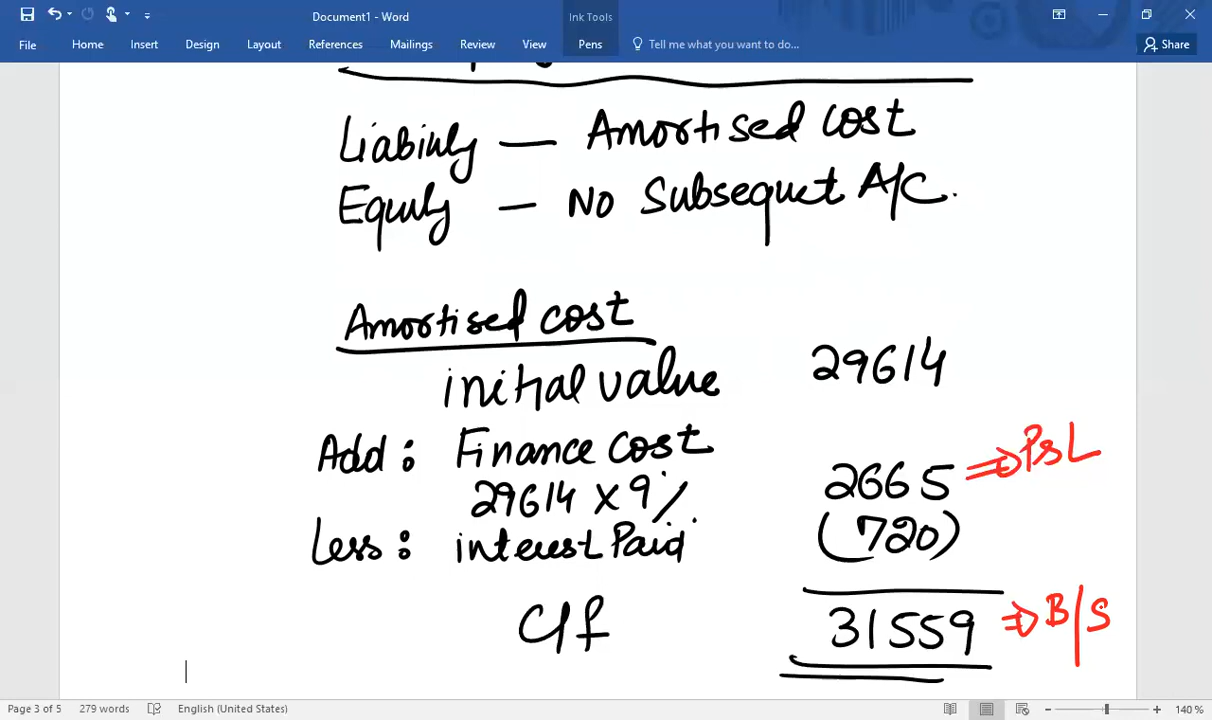 Document1 - Word
Ink Tools
File Home Insert Design Layout References Mailings Review View Pens Tell me what you want to do... Share
Liability — Amortised cost
Equity — No Subsequet A/C.
Amortised cost
initial value 29614
Add: Finance cost
29614 X 9% 2665 ⇒ P&L
Less: interest Paid (720)
C/f 31559 ⇒ B/S
Page 3 of 5 279 words English (United States) 140 %